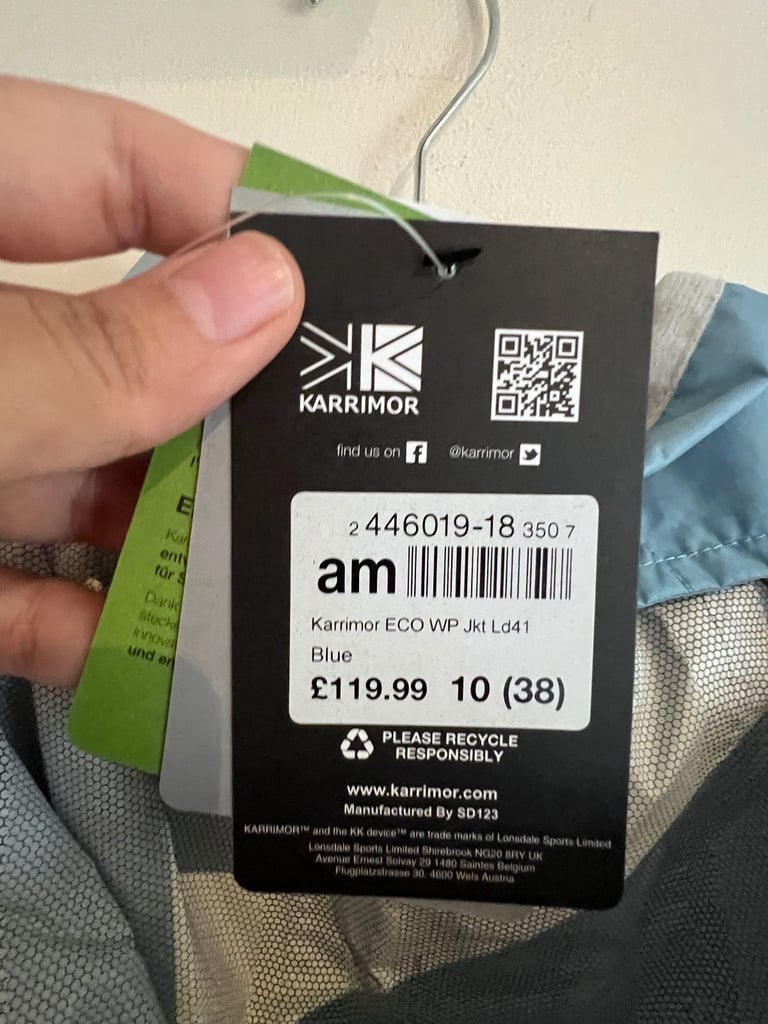 KARRIMOR
find us on
@karrimor
2 446019-18 350 7
am
Karrimor ECO WP Jkt Ld41
Blue
£119.99 10 (38)
PLEASE RECYCLE
RESPONSIBLY
www.karrimor.com
Manufactured By SD123
KARRIMOR™ and the KK device™ are trade marks of Lonsdale Sports Limited
Lonsdale Sports Limited Shirebrook NG20 8RY UK
Avenue Ernest Solvay 29 1480 Saintes Belgium
Flugplatzstrasse 30, 4600 Wels Austria
für
und